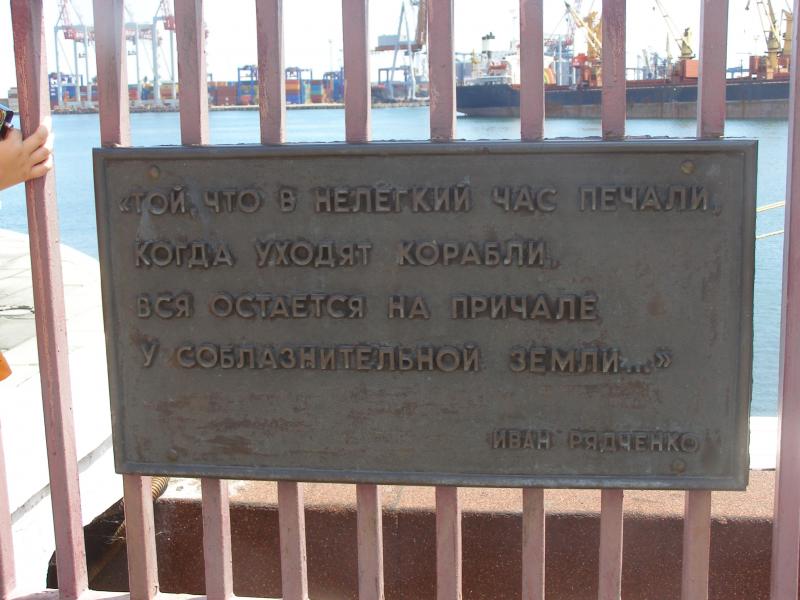 «ТОЙ, ЧТО В НЕЛЕГКИЙ ЧАС ПЕЧАЛИ,
КОГДА УХОДЯТ КОРАБЛИ,
ВСЯ ОСТАЕТСЯ НА ПРИЧАЛЕ
У СОБЛАЗНИТЕЛЬНОЙ ЗЕМЛИ...»
ИВАН РЯДЧЕНКО